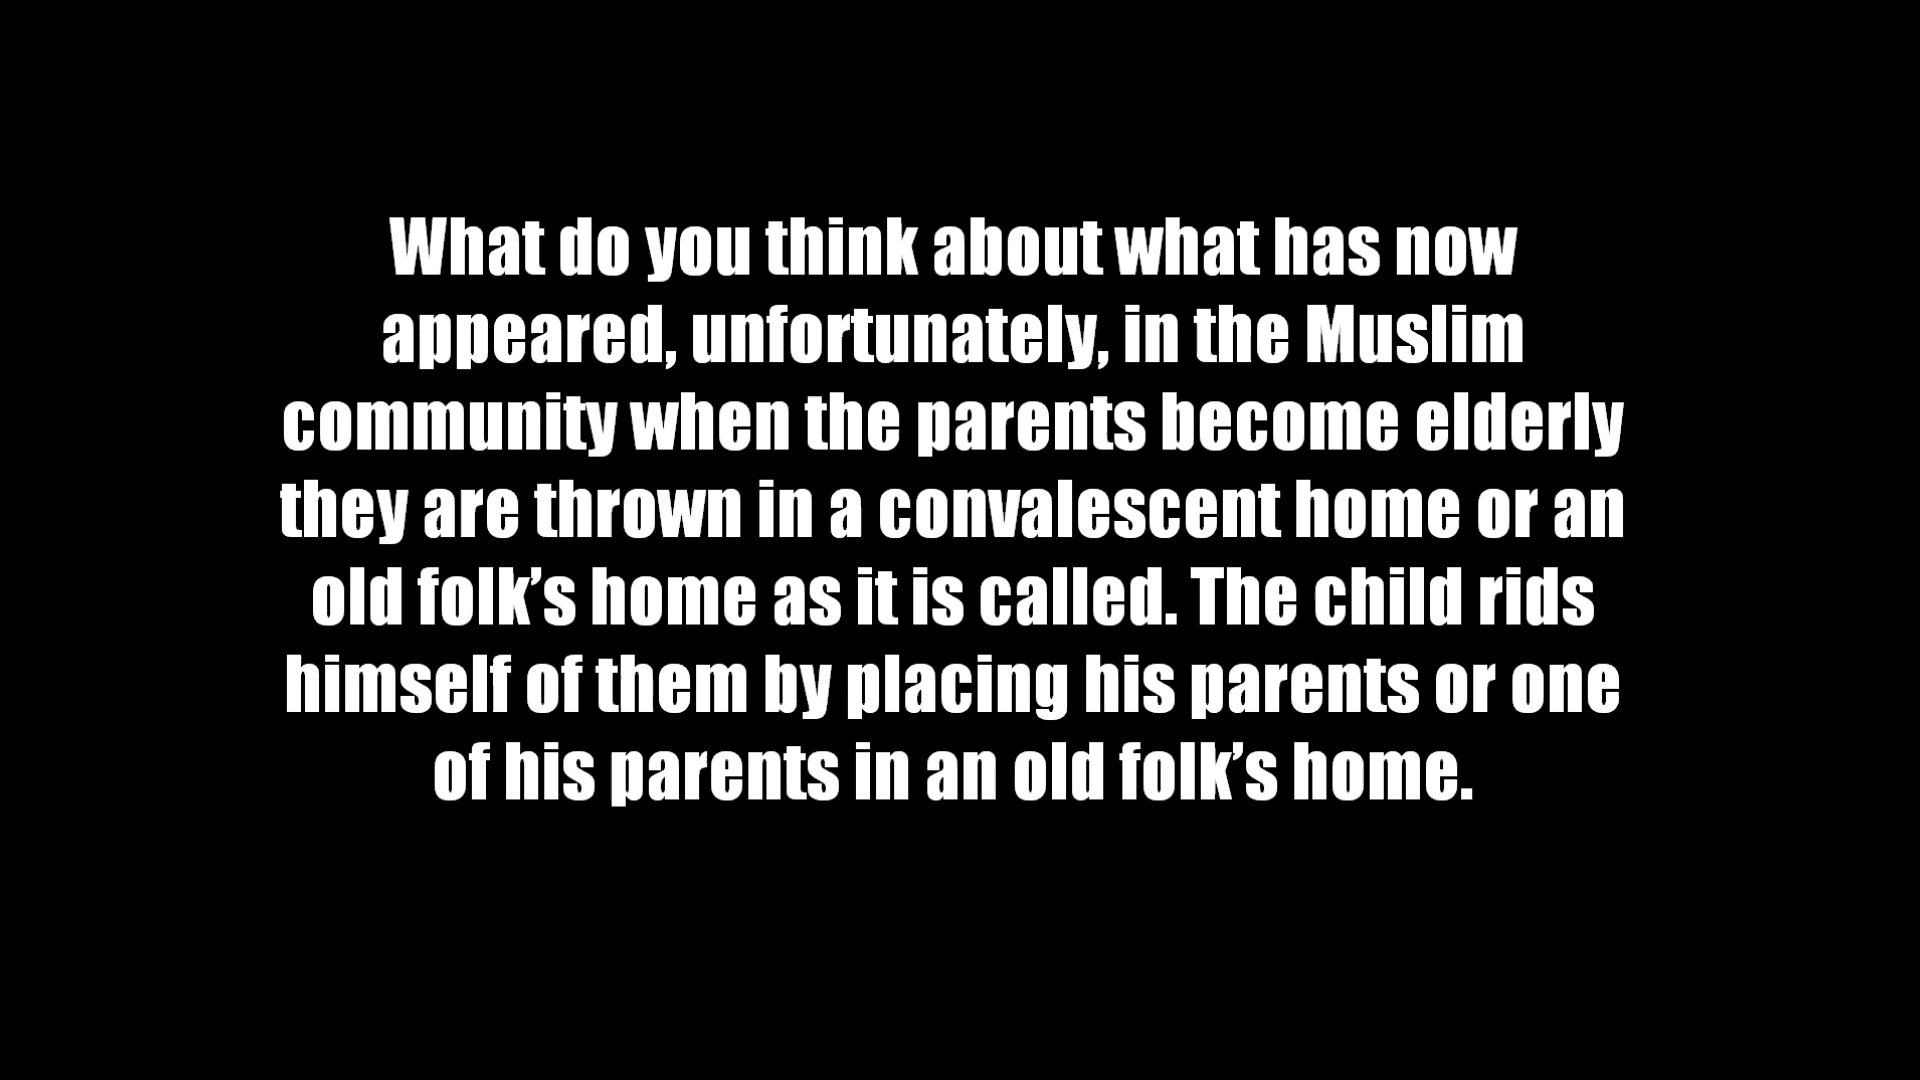 What do you think about what has now
appeared, unfortunately, in the Muslim
community when the parents become elderly
they are thrown in a convalescent home or an
old folk’s home as it is called. The child rids
himself of them by placing his parents or one
of his parents in an old folk’s home.